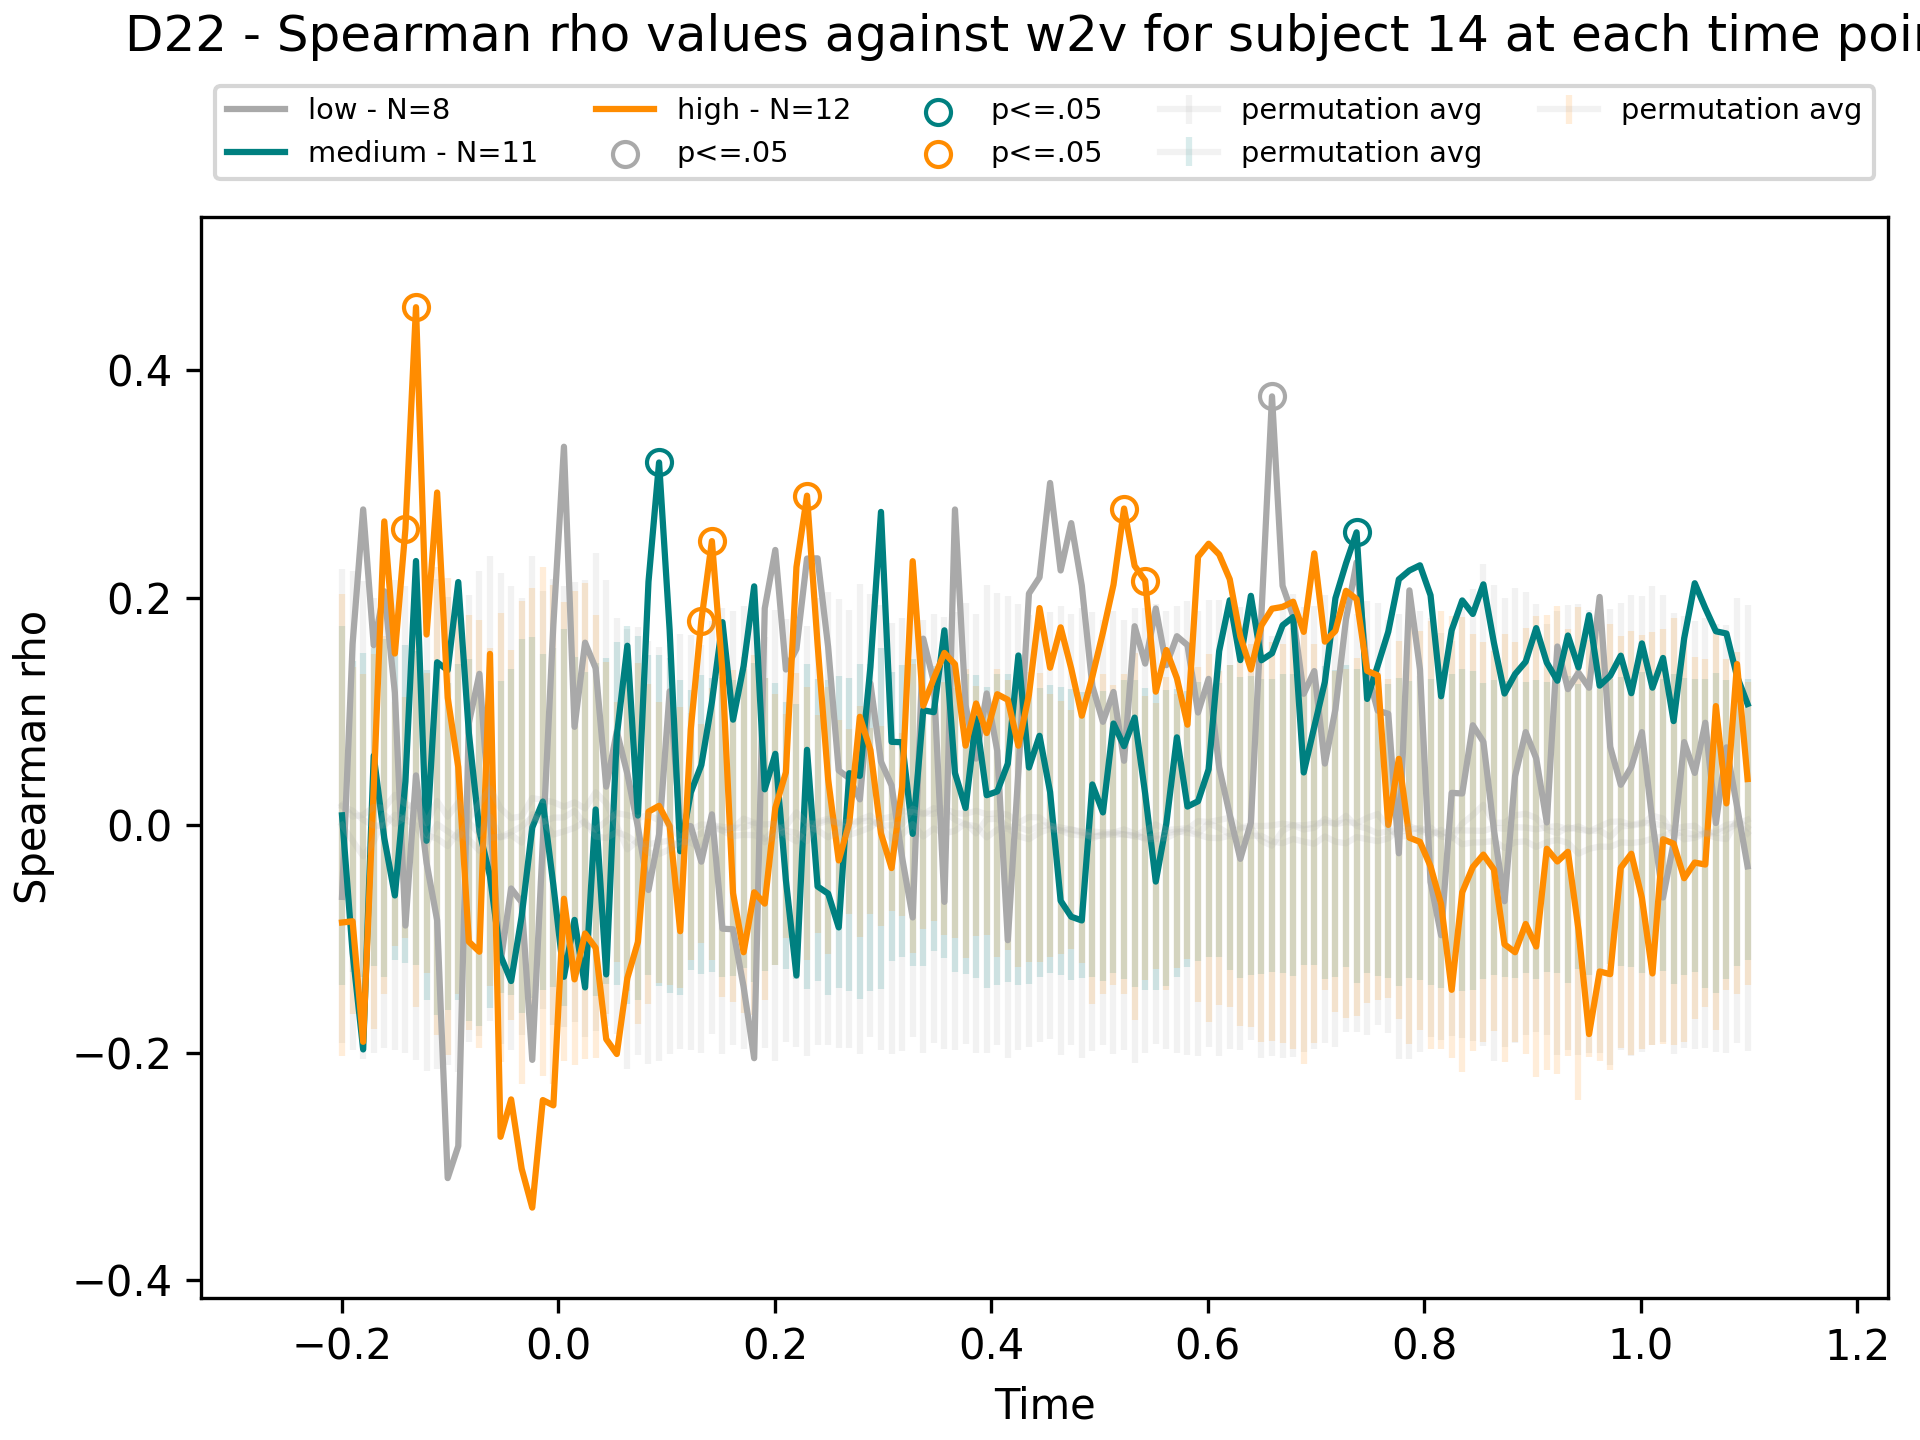 D22 - Spearman rho values against w2v for subject 14 at each time
low - N=8
high - N=12
p<=.05
permutation avg
permutation avg
medium - N=11
p<=.05
p<=.05
permutation avg
Spearman rho
0.4
0.2
0.0
−0.2
−0.4
−0.2
0.0
0.2
0.4
0.6
0.8
1.0
1.2
Time